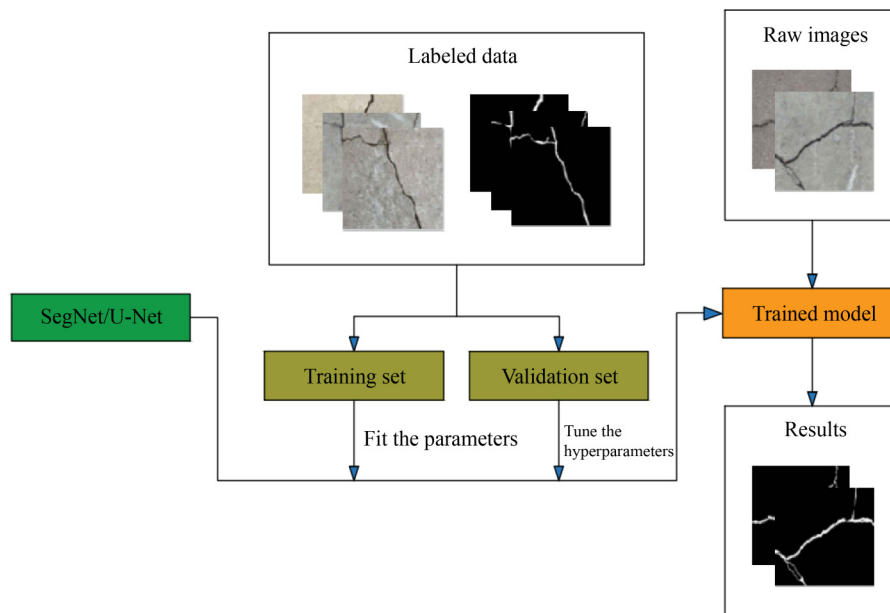 Labeled data
Raw images
SegNet/U-Net
Trained model
Training set
Validation set
Fit the parameters
Tune the
hyperparameters
Results